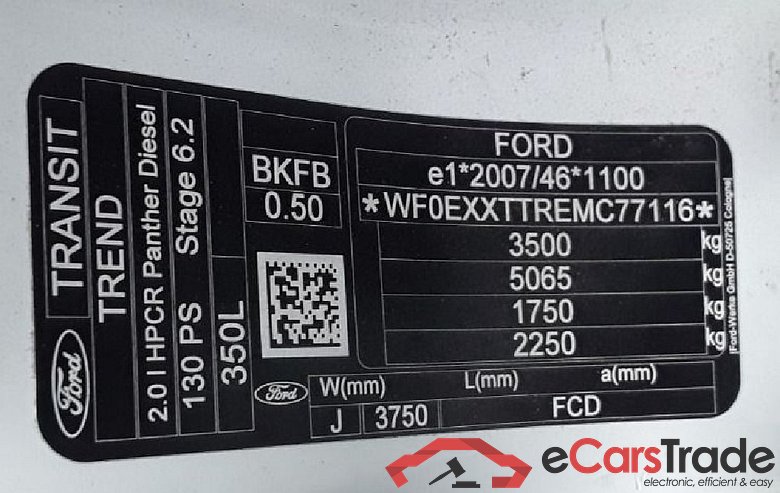 TRANSIT
TREND
2.0 l HPCR Panther Diesel
130 PS Stage 6.2
350L
BKFB
0.50
FORD
e1*2007/46*1100
*WF0EXXTTREMC77116*
3500 kg
5065 kg
1750 kg
2250 kg
Ford-Werke GmbH D-50725 Cologne
Ford
Ford
W(mm) L(mm) a(mm)
J 3750 FCD
eCarsTrade
electronic, efficient & easy